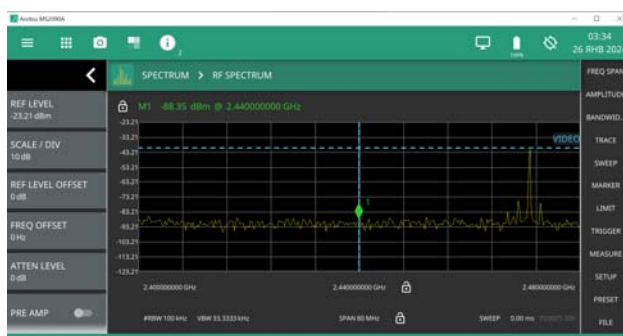 Anritsu MS2090A
03:34
26 RHB 202
SPECTRUM > RF SPECTRUM
FREQ SPAN
REF LEVEL
-23.21 dBm
M1 -88.35 dBm @ 2.440000000 GHz
AMPLITUD
BANDWID..
-23.21
-33.21
VIDEO
TRACE
SCALE / DIV
10 dB
-43.21
-53.21
SWEEP
REF LEVEL OFFSET
0 dB
-63.21
-73.21
MARKER
1
-83.21
LIMIT
FREQ OFFSET
0 Hz
-93.21
-103.21
TRIGGER
-113.21
MEASURE
ATTEN LEVEL
0 dB
-123.21
2.400000000 GHz
2.440000000 GHz
2.480000000 GHz
SETUP
PRESET
PRE AMP
#RBW 100 kHz
VBW 33.3333 kHz
SPAN 80 MHz
SWEEP 0.00 ms
FILE